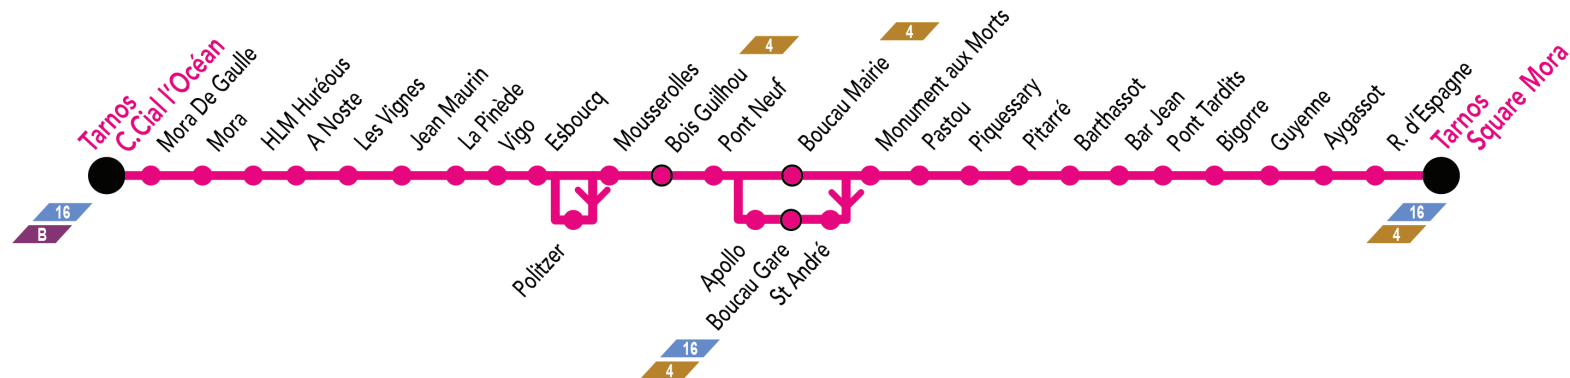 Tarnos
C.Cial l'Océan
Mora De Gaulle
Mora
HLM Huréous
A Noste
Les Vignes
Jean Maurin
La Pinède
Vigo
Esboucq
Mousserolles
Bois Guilhou
4
Pont Neuf
Boucau Mairie
4
Monument aux Morts
Pastou
Piquessary
Pitarré
Barthassot
Bar Jean
Pont Tardits
Bigorre
Guyenne
Aygassot
R. d'Espagne
Tarnos
Square Mora
16
B
Politzer
Apollo
Boucau Gare
St André
16
4
16
4